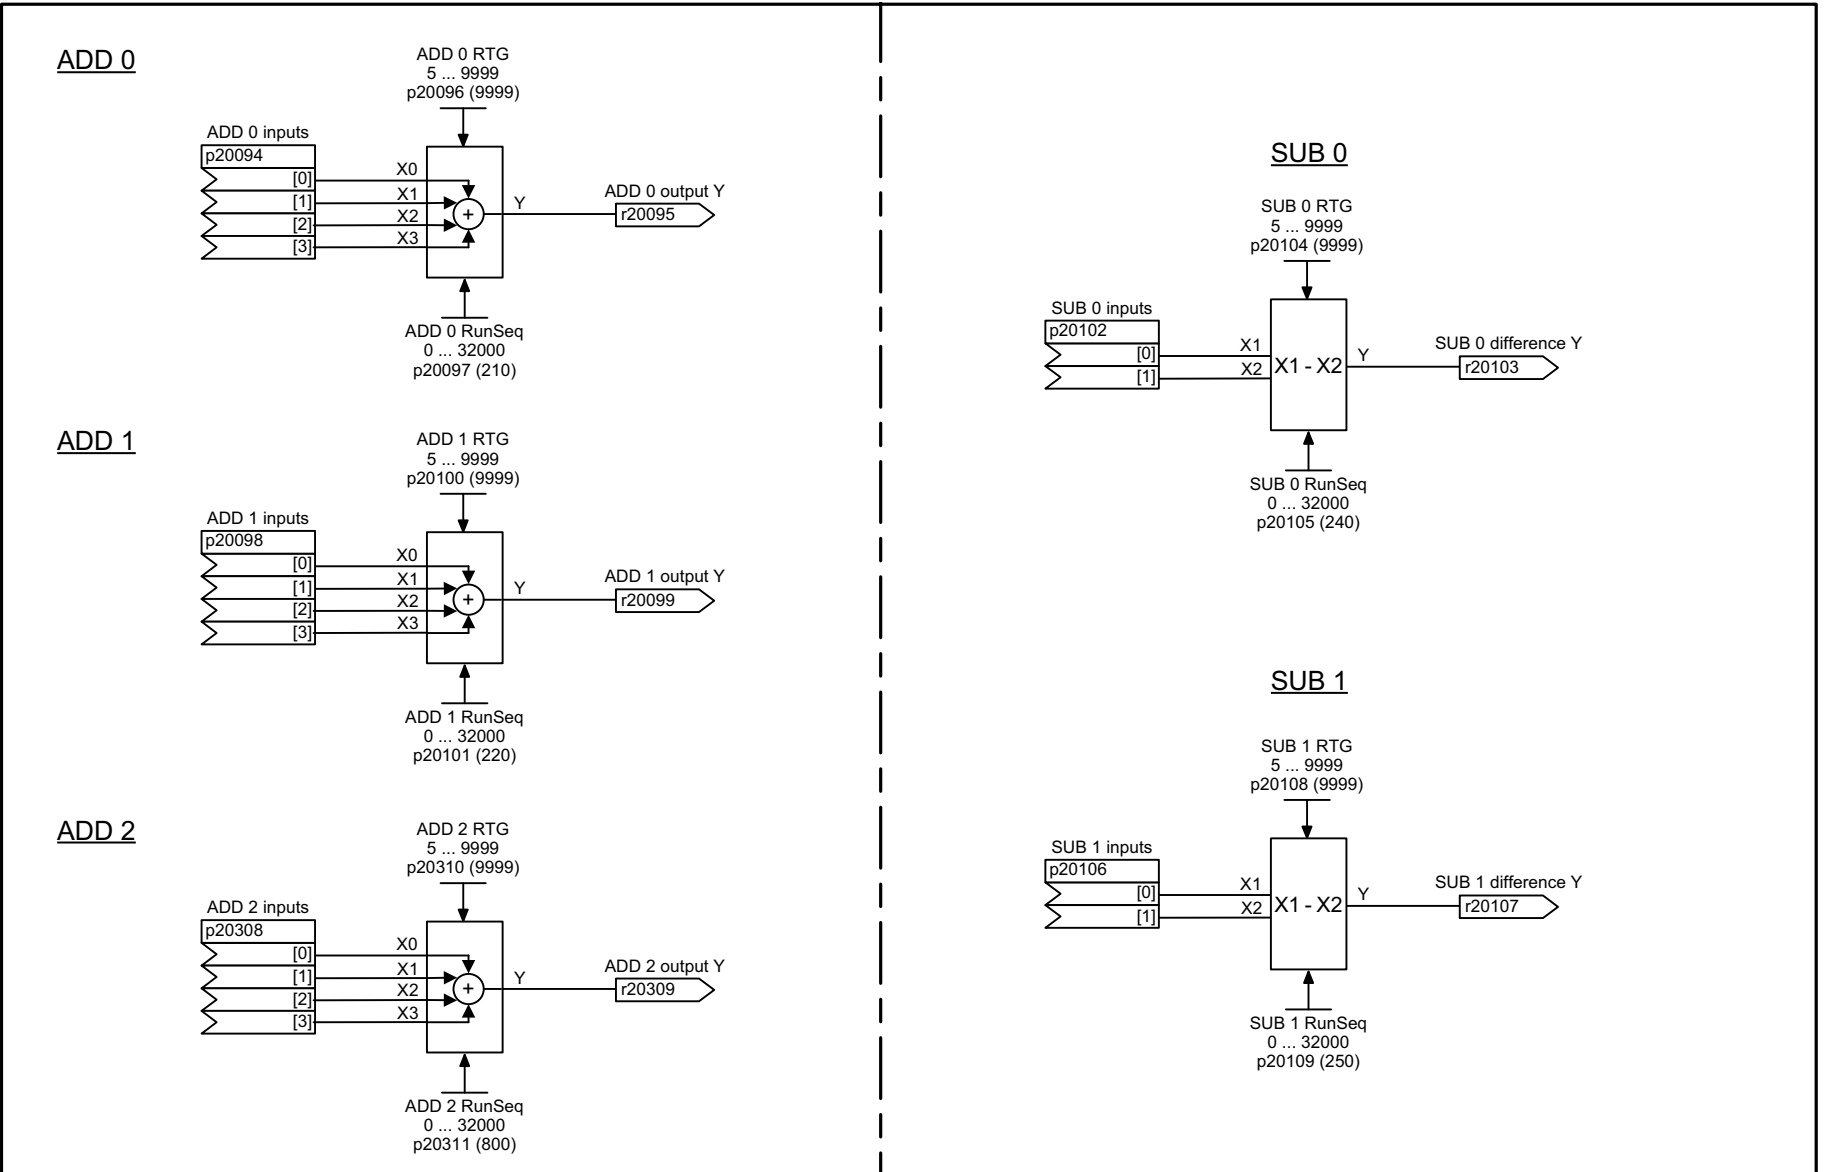 ADD 0
ADD 0 RTG
5 ... 9999
p20096 (9999)
ADD 0 inputs
p20094
[0]
[1]
[2]
[3]
X0
X1
X2
X3
+
Y
ADD 0 output Y
r20095
ADD 0 RunSeq
0 ... 32000
p20097 (210)
ADD 1
ADD 1 RTG
5 ... 9999
p20100 (9999)
ADD 1 inputs
p20098
[0]
[1]
[2]
[3]
X0
X1
X2
X3
+
Y
ADD 1 output Y
r20099
ADD 1 RunSeq
0 ... 32000
p20101 (220)
ADD 2
ADD 2 RTG
5 ... 9999
p20310 (9999)
ADD 2 inputs
p20308
[0]
[1]
[2]
[3]
X0
X1
X2
X3
+
Y
ADD 2 output Y
r20309
ADD 2 RunSeq
0 ... 32000
p20311 (800)
SUB 0
SUB 0 RTG
5 ... 9999
p20104 (9999)
SUB 0 inputs
p20102
[0]
[1]
X1
X2
X1 - X2
Y
SUB 0 difference Y
r20103
SUB 0 RunSeq
0 ... 32000
p20105 (240)
SUB 1
SUB 1 RTG
5 ... 9999
p20108 (9999)
SUB 1 inputs
p20106
[0]
[1]
X1
X2
X1 - X2
Y
SUB 1 difference Y
r20107
SUB 1 RunSeq
0 ... 32000
p20109 (250)